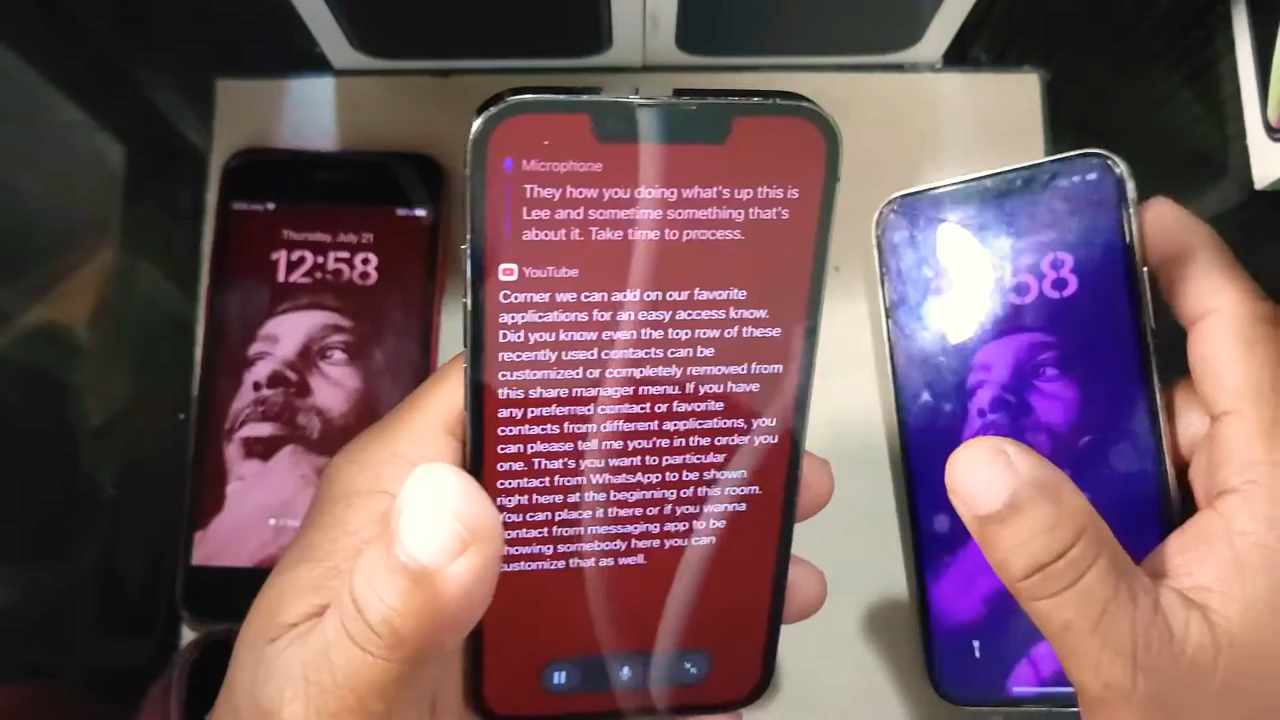 Thursday, July 21
12:58
Microphone
They how you doing what's up this is
Lee and sometime something that's
about it. Take time to process.
YouTube
Corner we can add on our favorite
applications for an easy access know.
Did you know even the top row of these
recently used contacts can be
customized or completely removed from
this share manager menu. If you have
any preferred contact or favorite
contacts from different applications, you
can please tell me you're in the order you
one. That's you want to particular
contact from WhatsApp to be shown
right here at the beginning of this room.
You can place it there or if you wanna
contact from messaging app to be
showing somebody here you can
customize that as well.
58